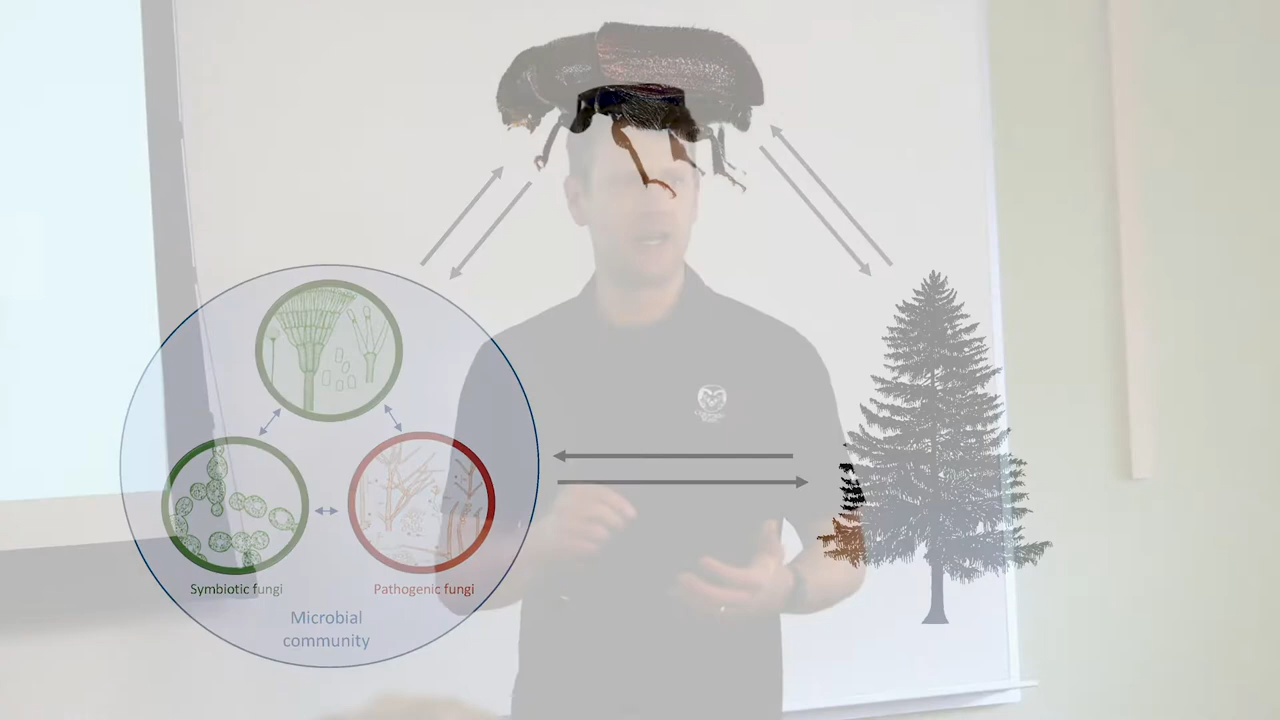 Symbiotic fungi
Pathogenic fungi
Microbial
community